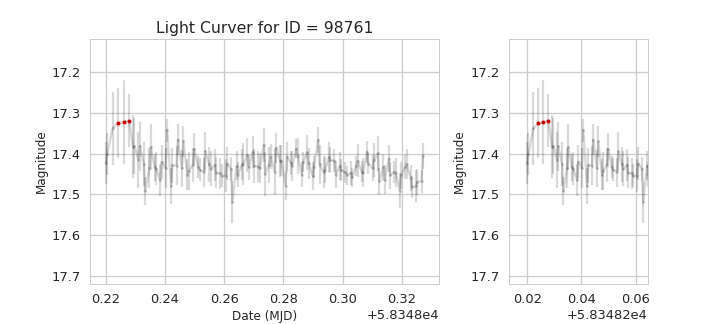 Light Curver for ID = 98761
17.2
17.3
17.4
17.5
17.6
17.7
Magnitude
0.22 0.24 0.26 0.28 0.30 0.32
Date (MJD)
+5.8348e4
17.2
17.3
17.4
17.5
17.6
17.7
Magnitude
0.02 0.04 0.06
+5.83482e4